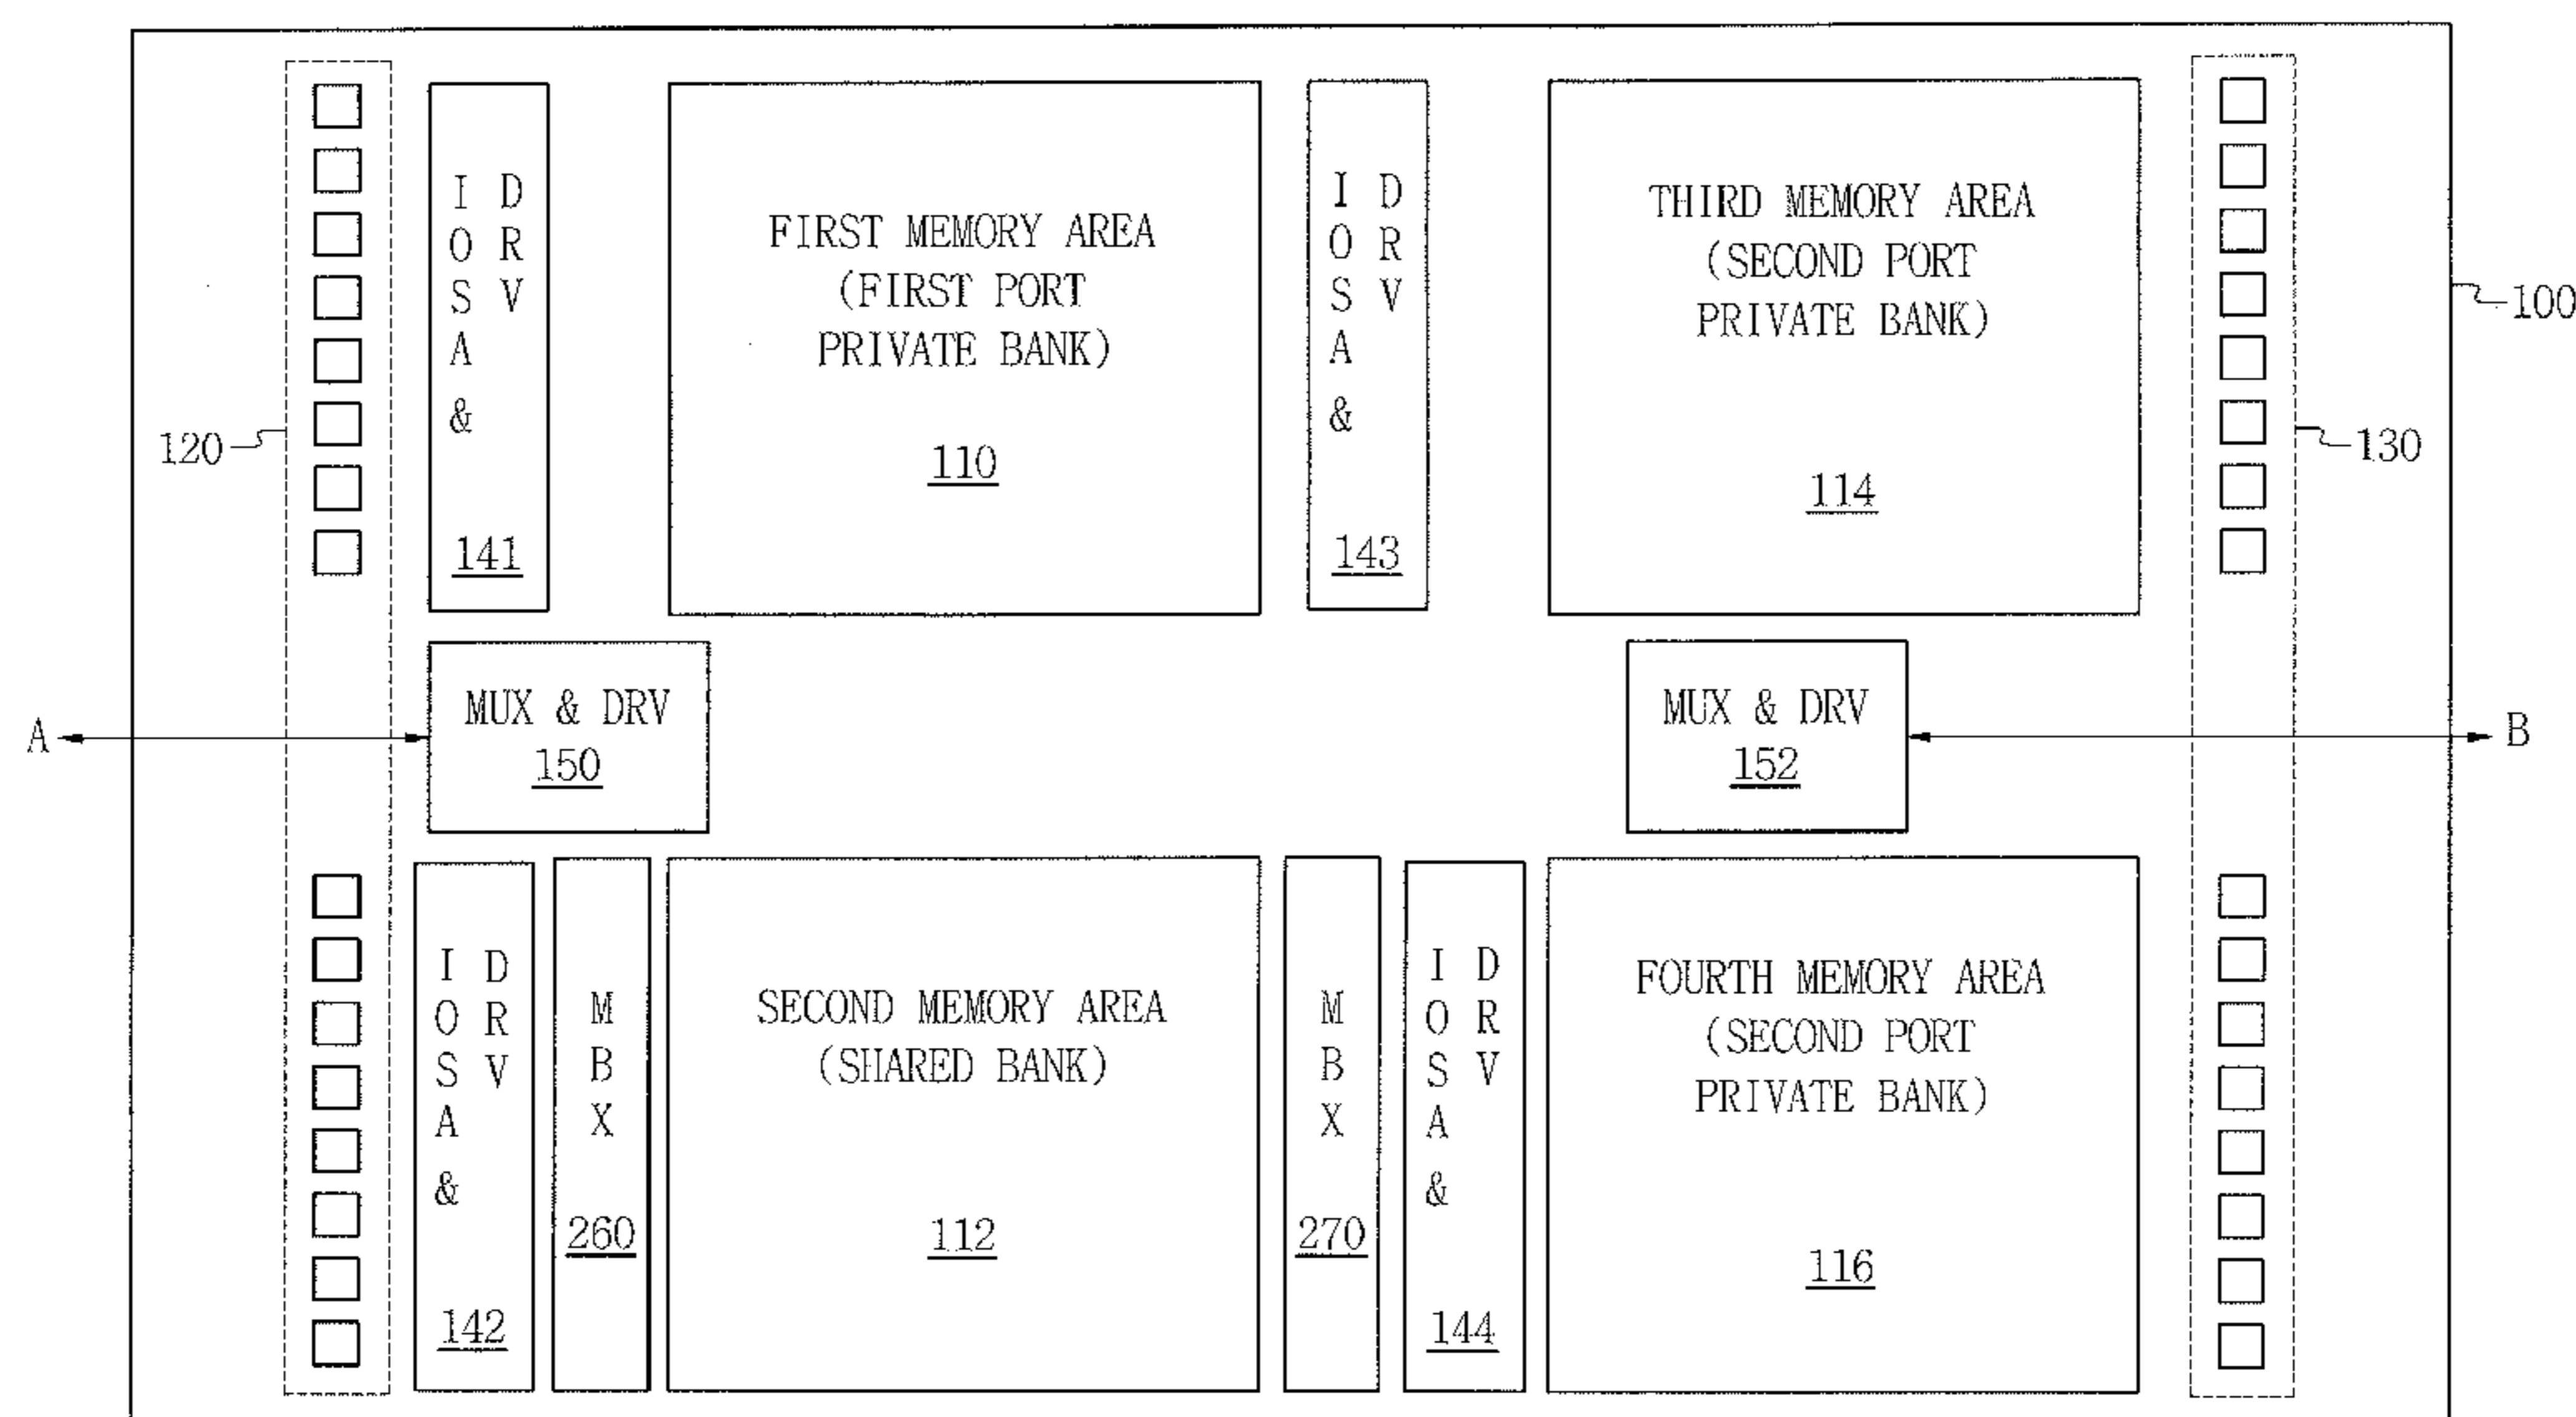 IOSA & DRV
141
FIRST MEMORY AREA
(FIRST PORT
PRIVATE BANK)
110
IOSA & DRV
143
THIRD MEMORY AREA
(SECOND PORT
PRIVATE BANK)
114
100
120
130
A
MUX & DRV
150
MUX & DRV
152
B
IOSA & DRV
142
MBX
260
SECOND MEMORY AREA
(SHARED BANK)
112
MBX
270
IOSA & DRV
144
FOURTH MEMORY AREA
(SECOND PORT
PRIVATE BANK)
116